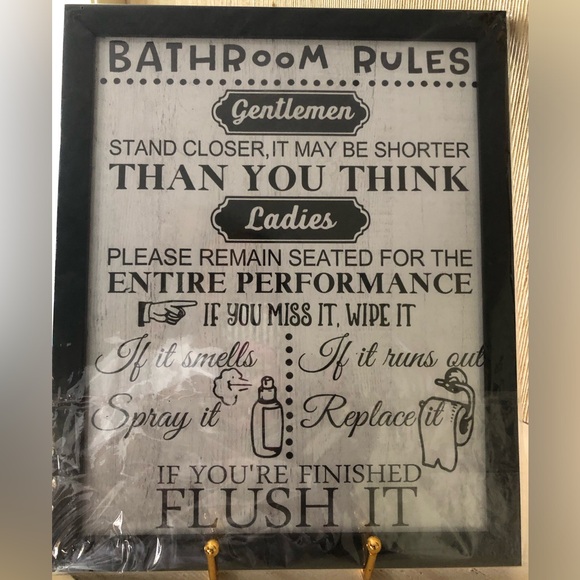 BATHROOM RULES
Gentlemen
STAND CLOSER, IT MAY BE SHORTER
THAN YOU THINK
Ladies
PLEASE REMAIN SEATED FOR THE
ENTIRE PERFORMANCE
IF YOU MISS IT, WIPE IT
If it smells
Spray it
If it runs out
Replace it
IF YOU'RE FINISHED
FLUSH IT